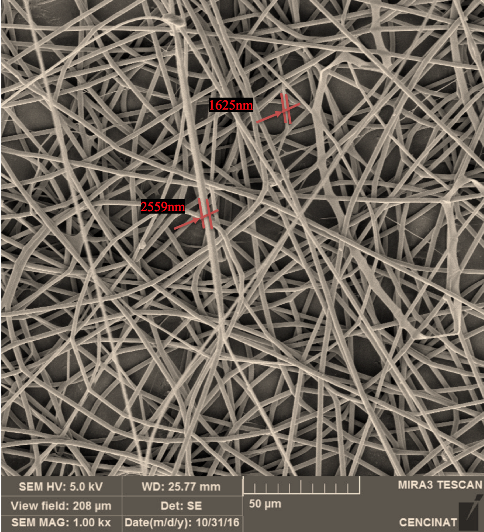 1625nm
2559nm
SEM HV: 5.0 kV
WD: 25.77 mm
MIRA3 TESCAN
View field: 208 µm
Det: SE
50 µm
SEM MAG: 1.00 kx
Date(m/d/y): 10/31/16
CENCINAT